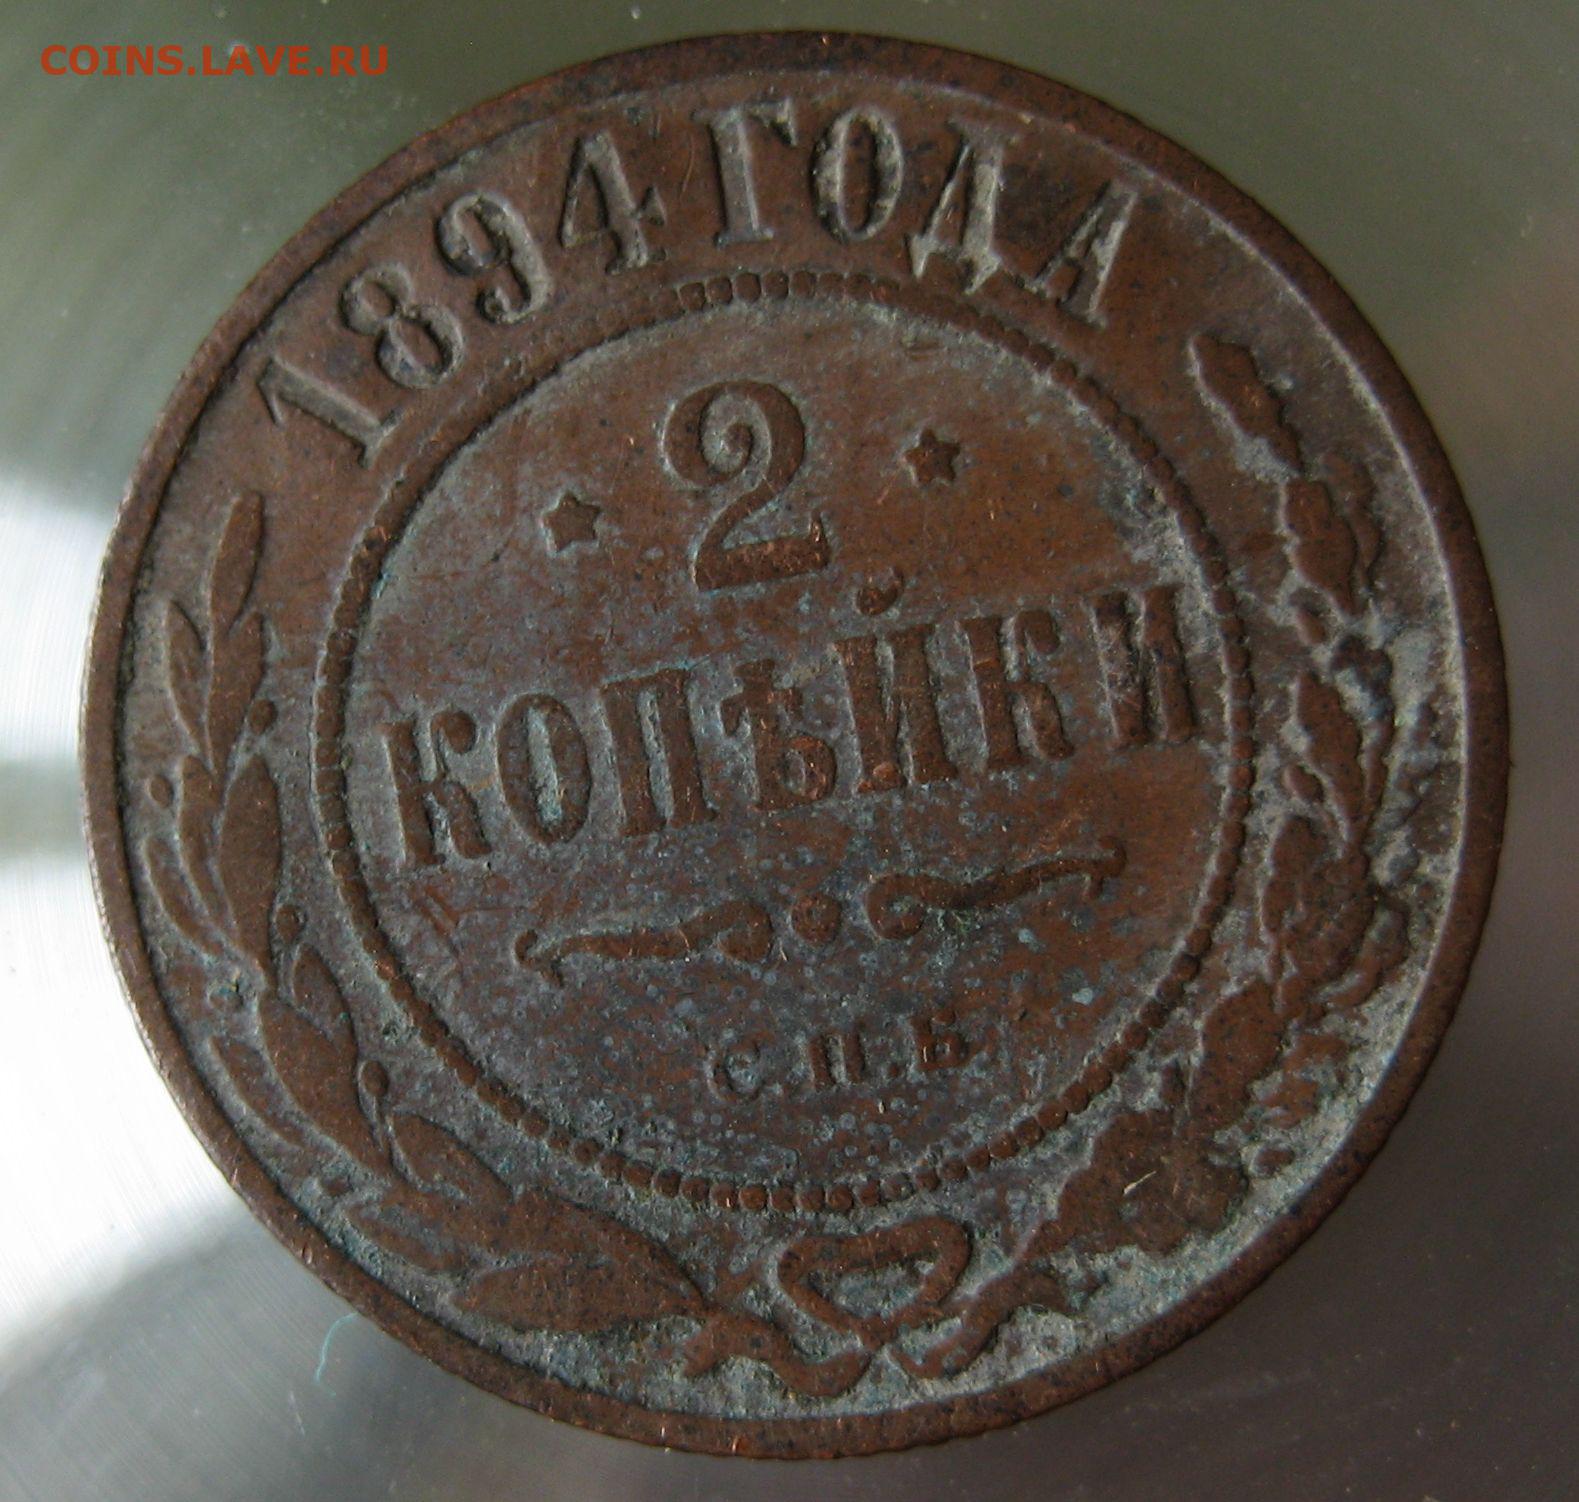 COINS.LAVE.RU
1894 ГОДА
2
КОПѢЙКИ
С.П.Б.